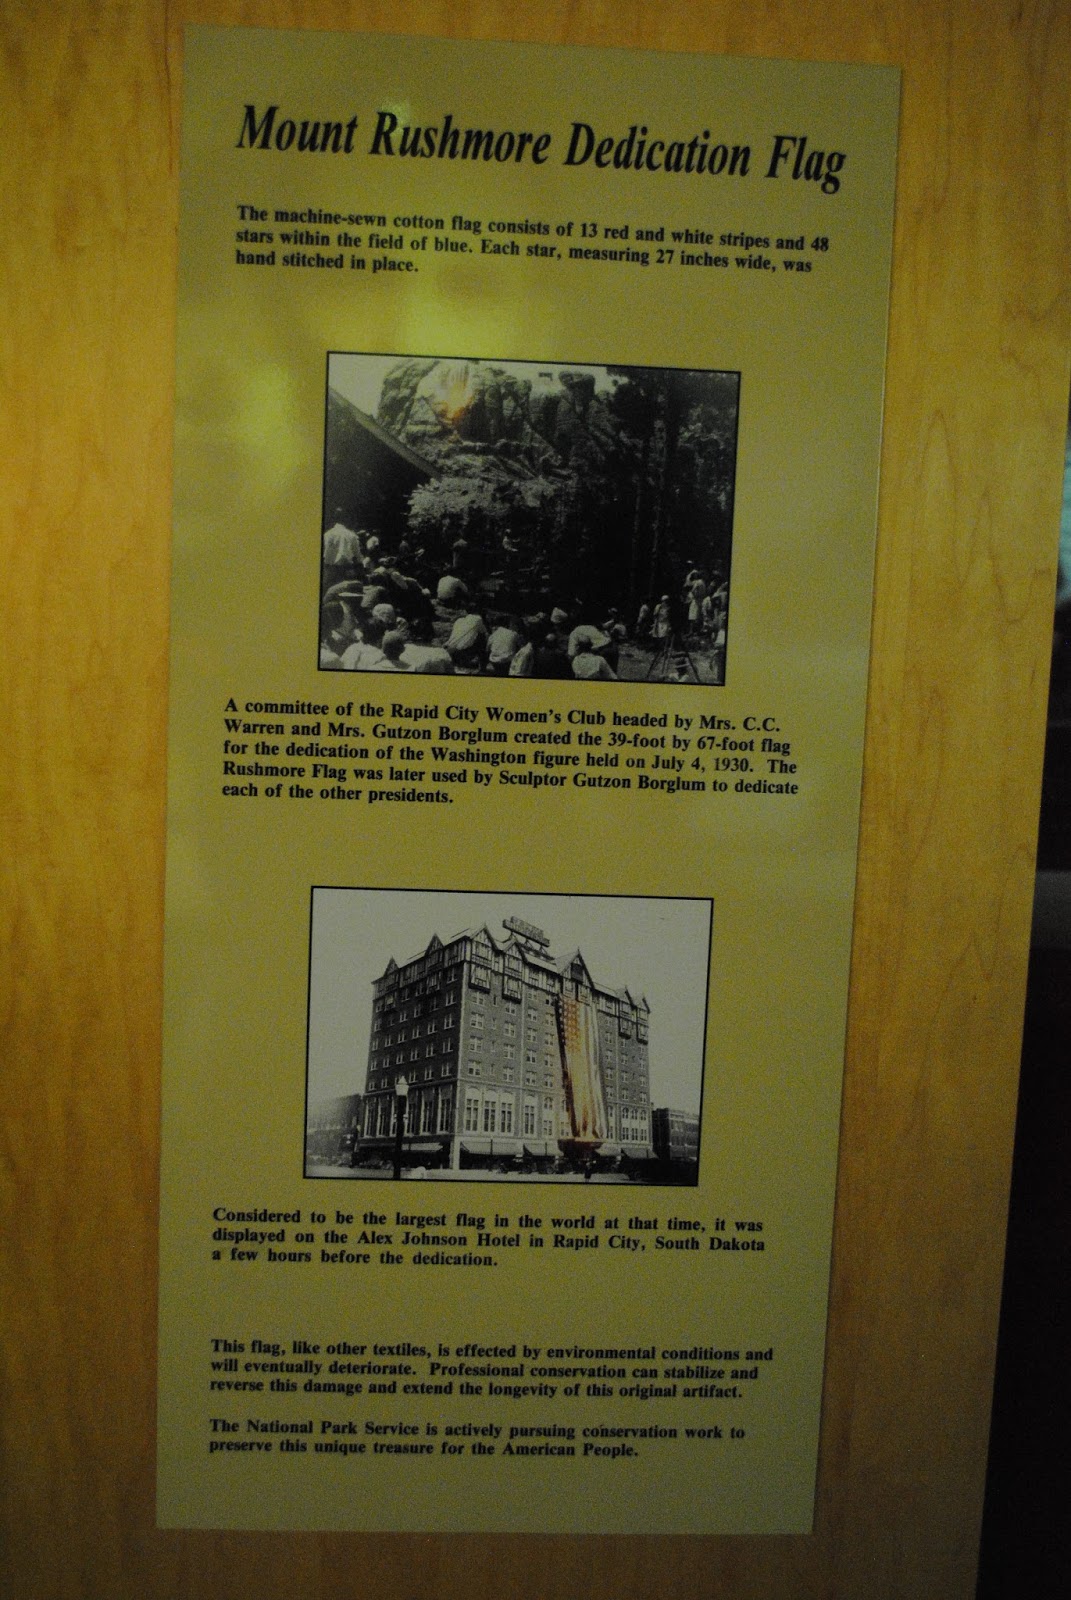 Mount Rushmore Dedication Flag
The machine-sewn cotton flag consists of 13 red and white stripes and 48
stars within the field of blue. Each star, measuring 27 inches wide, was
hand stitched in place.
A committee of the Rapid City Women's Club headed by Mrs. C.C.
Warren and Mrs. Gutzon Borglum created the 39-foot by 67-foot flag
for the dedication of the Washington figure held on July 4, 1930. The
Rushmore Flag was later used by Sculptor Gutzon Borglum to dedicate
each of the other presidents.
Considered to be the largest flag in the world at that time, it was
displayed on the Alex Johnson Hotel in Rapid City, South Dakota
a few hours before the dedication.
This flag, like other textiles, is effected by environmental conditions and
will eventually deteriorate. Professional conservation can stabilize and
reverse this damage and extend the longevity of this original artifact.
The National Park Service is actively pursuing conservation work to
preserve this unique treasure for the American People.